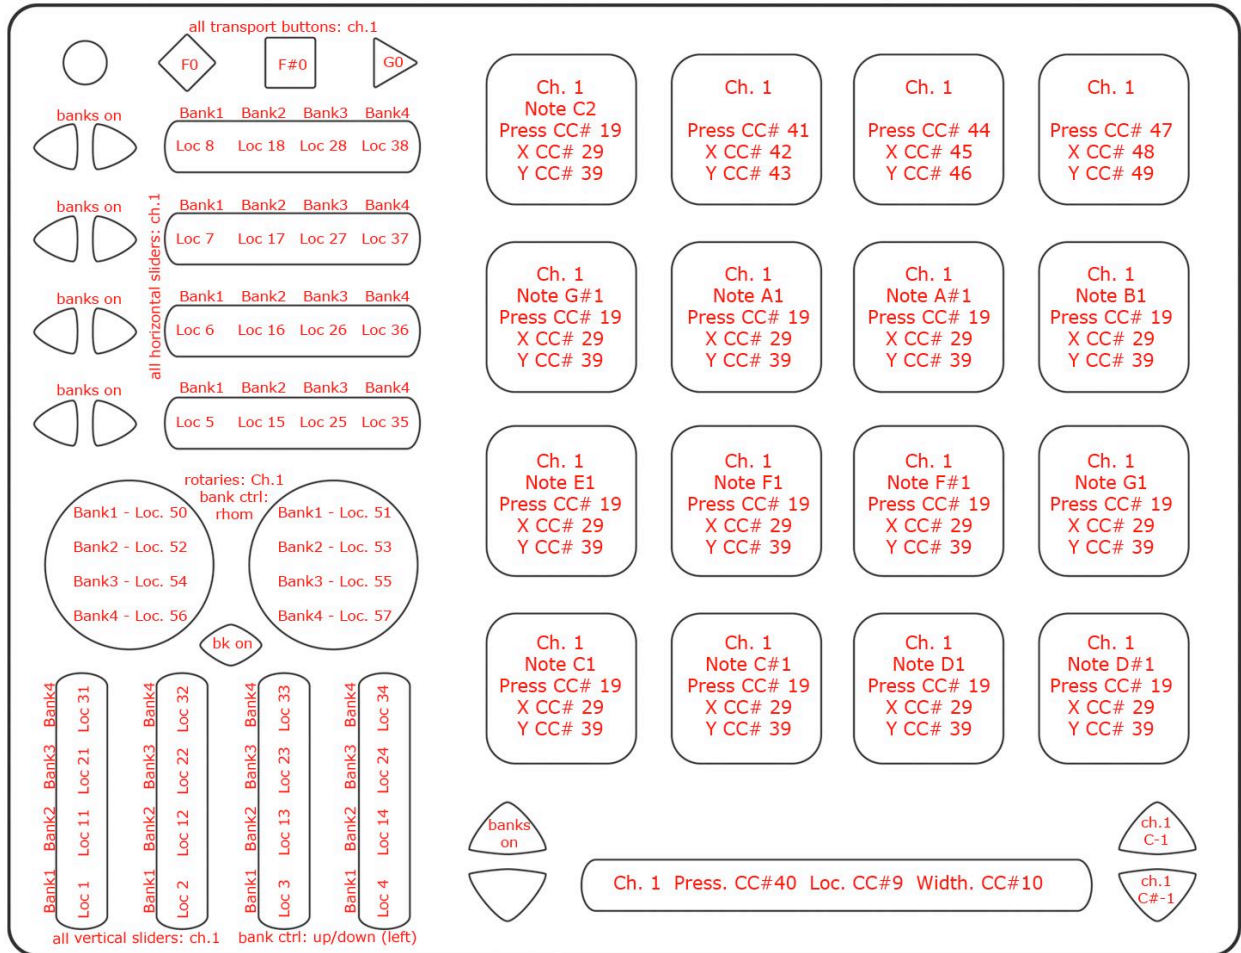 all transport buttons: ch.1
F0
F#0
G0
banks on
Bank1 Bank2 Bank3 Bank4
Loc 8 Loc 18 Loc 28 Loc 38
banks on
Bank1 Bank2 Bank3 Bank4
Loc 7 Loc 17 Loc 27 Loc 37
banks on
Bank1 Bank2 Bank3 Bank4
Loc 6 Loc 16 Loc 26 Loc 36
banks on
Bank1 Bank2 Bank3 Bank4
Loc 5 Loc 15 Loc 25 Loc 35
all horizontal sliders: ch.1
rotaries: Ch.1
bank ctrl:
rhom
Bank1 - Loc. 50
Bank2 - Loc. 52
Bank3 - Loc. 54
Bank4 - Loc. 56
Bank1 - Loc. 51
Bank2 - Loc. 53
Bank3 - Loc. 55
Bank4 - Loc. 57
bk on
Bank1 Bank2 Bank3 Bank4
Loc 1 Loc 11 Loc 21 Loc 31
Bank1 Bank2 Bank3 Bank4
Loc 2 Loc 12 Loc 22 Loc 32
Bank1 Bank2 Bank3 Bank4
Loc 3 Loc 13 Loc 23 Loc 33
Bank1 Bank2 Bank3 Bank4
Loc 4 Loc 14 Loc 24 Loc 34
all vertical sliders: ch.1
bank ctrl: up/down (left)
Ch. 1
Note C2
Press CC# 19
X CC# 29
Y CC# 39
Ch. 1
Press CC# 41
X CC# 42
Y CC# 43
Ch. 1
Press CC# 44
X CC# 45
Y CC# 46
Ch. 1
Press CC# 47
X CC# 48
Y CC# 49
Ch. 1
Note G#1
Press CC# 19
X CC# 29
Y CC# 39
Ch. 1
Note A1
Press CC# 19
X CC# 29
Y CC# 39
Ch. 1
Note A#1
Press CC# 19
X CC# 29
Y CC# 39
Ch. 1
Note B1
Press CC# 19
X CC# 29
Y CC# 39
Ch. 1
Note E1
Press CC# 19
X CC# 29
Y CC# 39
Ch. 1
Note F1
Press CC# 19
X CC# 29
Y CC# 39
Ch. 1
Note F#1
Press CC# 19
X CC# 29
Y CC# 39
Ch. 1
Note G1
Press CC# 19
X CC# 29
Y CC# 39
Ch. 1
Note C1
Press CC# 19
X CC# 29
Y CC# 39
Ch. 1
Note C#1
Press CC# 19
X CC# 29
Y CC# 39
Ch. 1
Note D1
Press CC# 19
X CC# 29
Y CC# 39
Ch. 1
Note D#1
Press CC# 19
X CC# 29
Y CC# 39
banks
on
Ch. 1 Press. CC#40 Loc. CC#9 Width. CC#10
ch.1
C-1
ch.1
C#-1